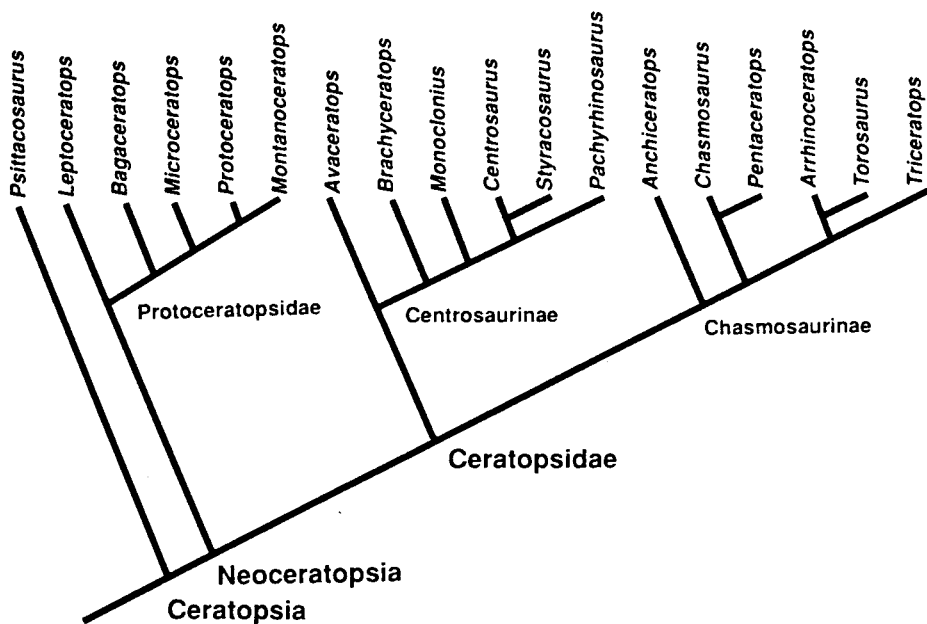 Psittacosaurus
Leptoceratops
Bagaceratops
Microceratops
Protoceratops
Montanoceratops
Avaceratops
Brachyceratops
Monoclonius
Centrosaurus
Styracosaurus
Pachyrhinosaurus
Anchiceratops
Chasmosaurus
Pentaceratops
Arrhinoceratops
Torosaurus
Triceratops
Protoceratopsidae
Centrosaurinae
Chasmosaurinae
Ceratopsidae
Neoceratopsia
Ceratopsia